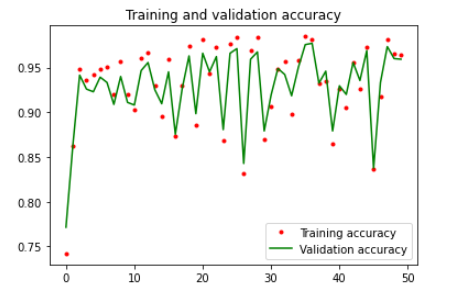 Training and validation accuracy
0.95
0.90
0.85
0.80
0.75
Training accuracy
Validation accuracy
0 10 20 30 40 50